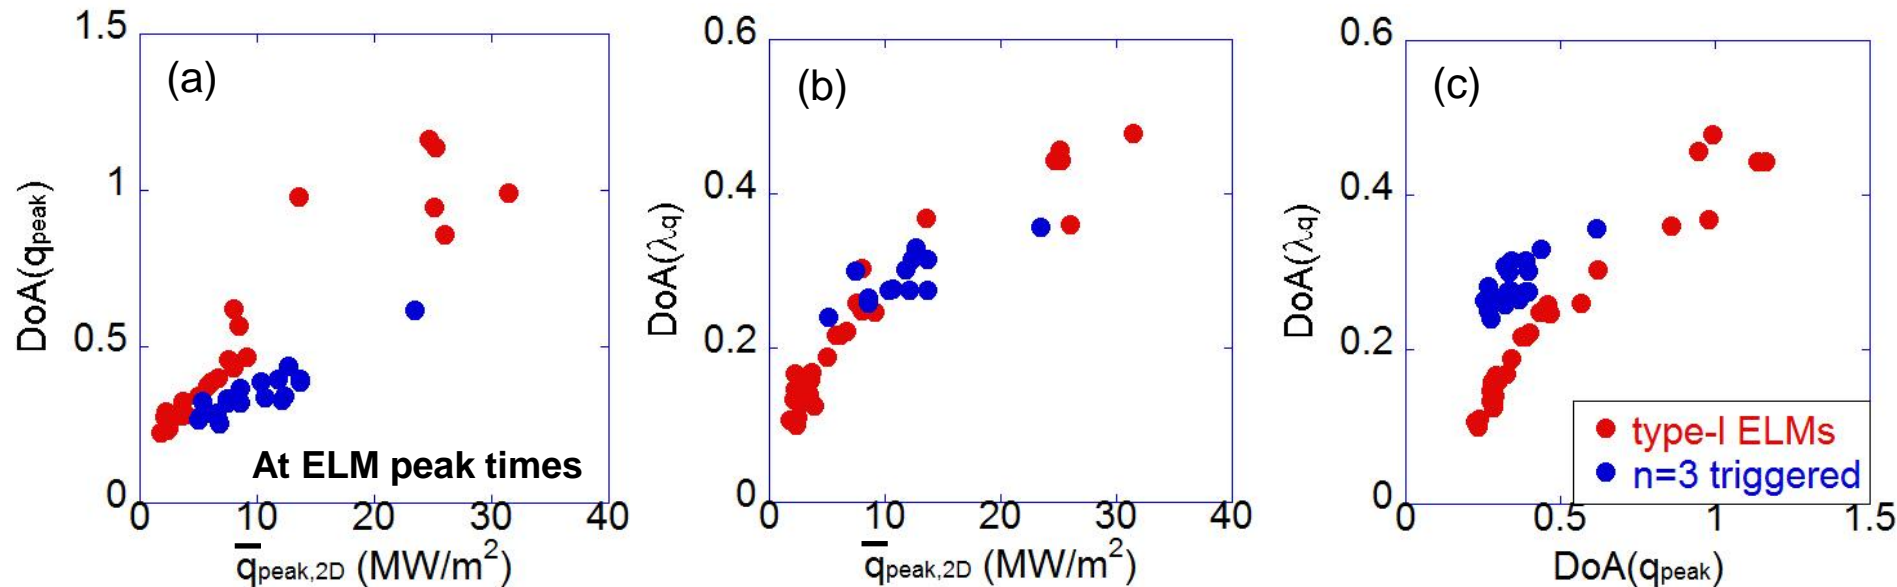 (a)
1.5
1
0.5
0
0
10
20
30
40
DoA(qpeak)
At ELM peak times
q̅peak,2D (MW/m²)
(b)
0.6
0.4
0.2
0
0
10
20
30
40
DoA(λq)
q̅peak,2D (MW/m²)
(c)
0.6
0.4
0.2
0
0
0.5
1
1.5
DoA(λq)
type-I ELMs
n=3 triggered
DoA(qpeak)